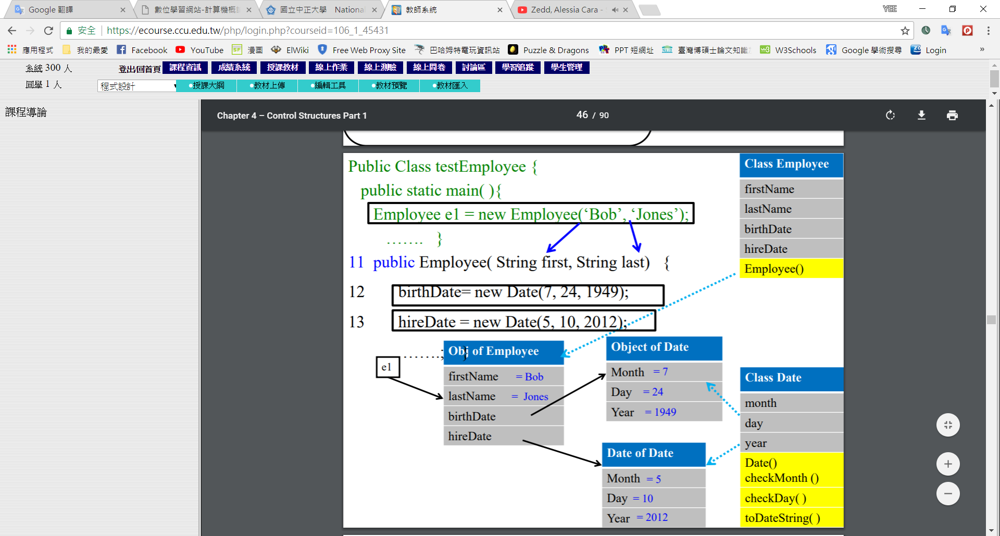 Google 翻譯
數位學習網站-計算機概
國立中正大學 National
教師系統
Zedd, Alessia Cara -
YEE
安全 https://ecourse.ccu.edu.tw/php/login.php?courseid=106_1_45431
應用程式 我的最愛 Facebook YouTube 漫画 ElWiki Free Web Proxy Site 巴哈姆特電玩資訊站 Puzzle & Dragons PPT 短網址 臺灣博碩士論文知識 W3Schools Google 學術搜尋 Login »
系統 300 人
登出/回首頁 課程資訊 成績系統 授課教材 線上作業 線上測驗 線上問卷 討論區 學習追蹤 學生管理
同學 1 人
程式設計 •授課大綱 •教材上傳 •編輯工具 •教材預覽 •教材匯入
課程導論
Chapter 4 – Control Structures Part 1
46 / 90
Public Class testEmployee {
public static main( ){
Employee e1 = new Employee(‘Bob’, ‘Jones’);
……. }
11 public Employee( String first, String last) {
12 birthDate= new Date(7, 24, 1949);
13 hireDate = new Date(5, 10, 2012);
…….; }
e1
Obj of Employee
firstName = Bob
lastName = Jones
birthDate
hireDate
Object of Date
Month = 7
Day = 24
Year = 1949
Date of Date
Month = 5
Day = 10
Year = 2012
Class Employee
firstName
lastName
birthDate
hireDate
Employee()
Class Date
month
day
year
Date()
checkMonth ()
checkDay( )
toDateString( )